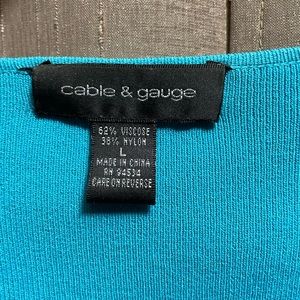 cable & gauge
62% VISCOSE
38% NYLON
L
MADE IN CHINA
RN 94534
CARE ON REVERSE